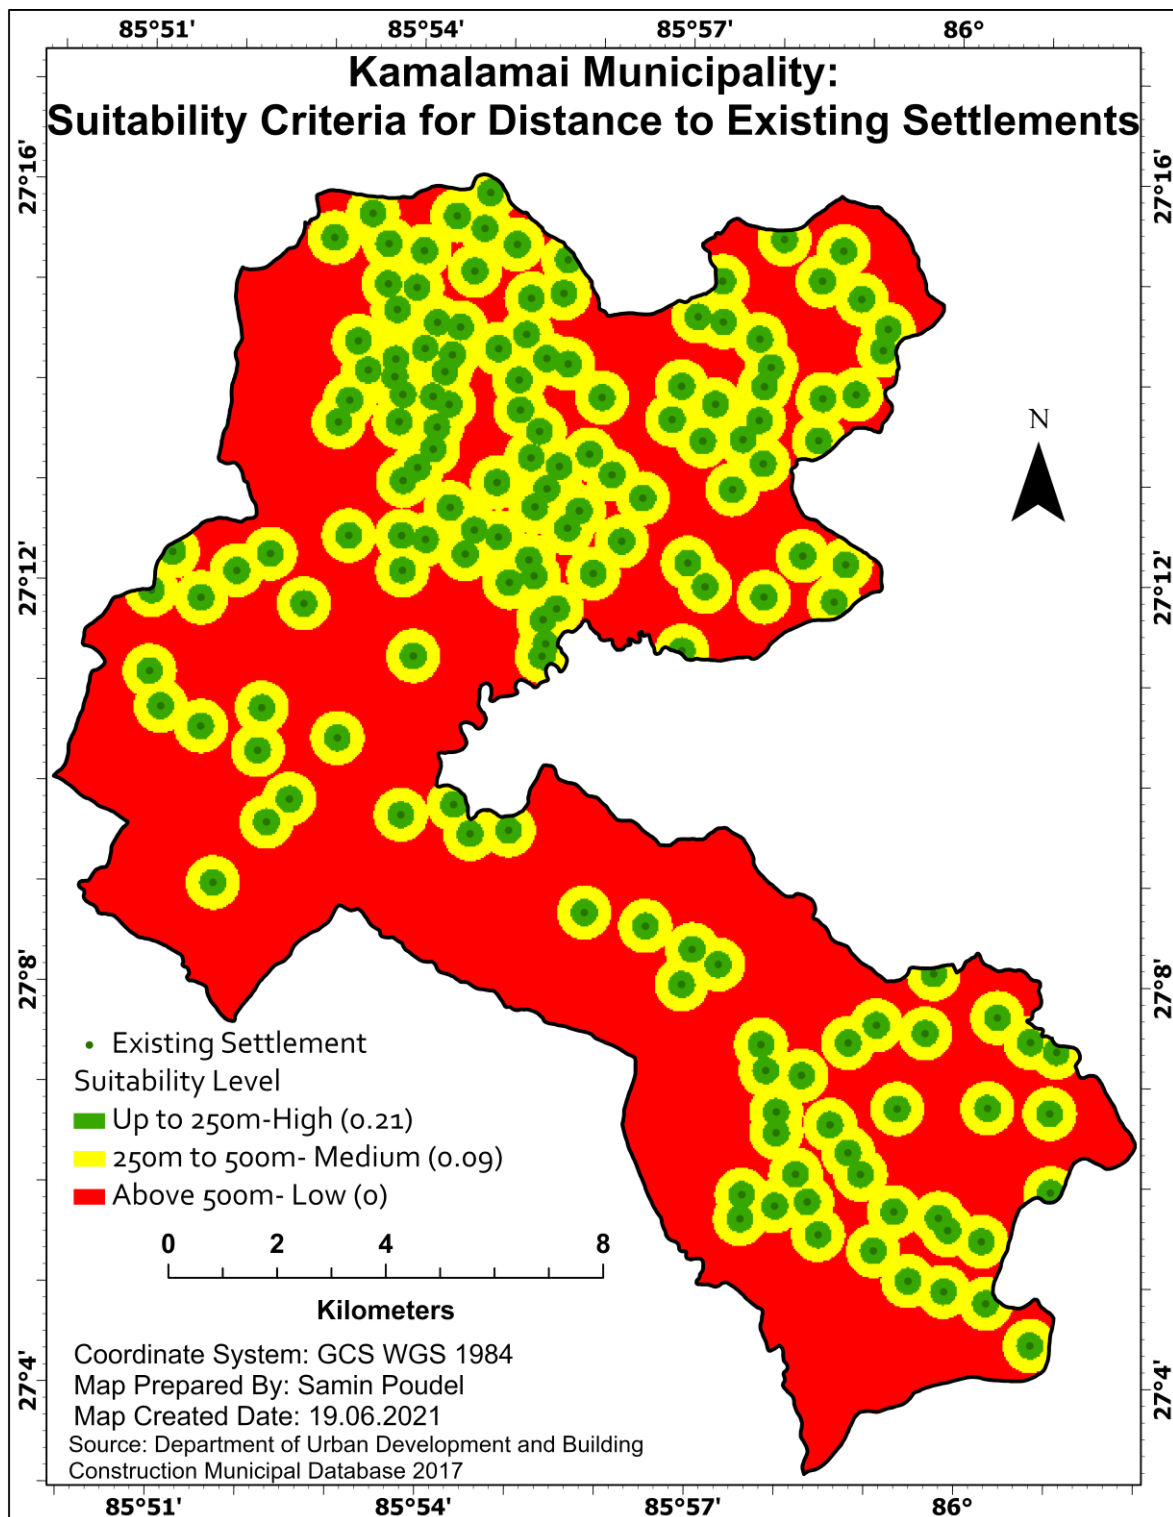 85°51' 85°54' 85°57' 86°
Kamalamai Municipality:
Suitability Criteria for Distance to Existing Settlements
27°16' 27°16'
N
27°12' 27°12'
27°8' 27°8'
Existing Settlement
Suitability Level
Up to 250m-High (0.21)
250m to 500m- Medium (0.09)
Above 500m- Low (0)
0 2 4 8
Kilometers
Coordinate System: GCS WGS 1984
Map Prepared By: Samin Poudel
Map Created Date: 19.06.2021
Source: Department of Urban Development and Building
Construction Municipal Database 2017
27°4' 27°4'
85°51' 85°54' 85°57' 86°